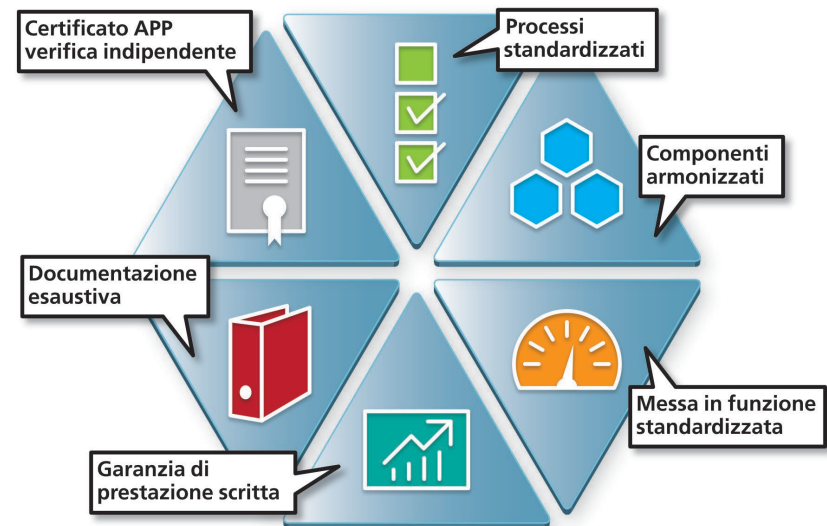 Certificato APP
verifica indipendente
Processi
standardizzati
Componenti
armonizzati
Documentazione
esaustiva
Messa in funzione
standardizzata
Garanzia di
prestazione scritta